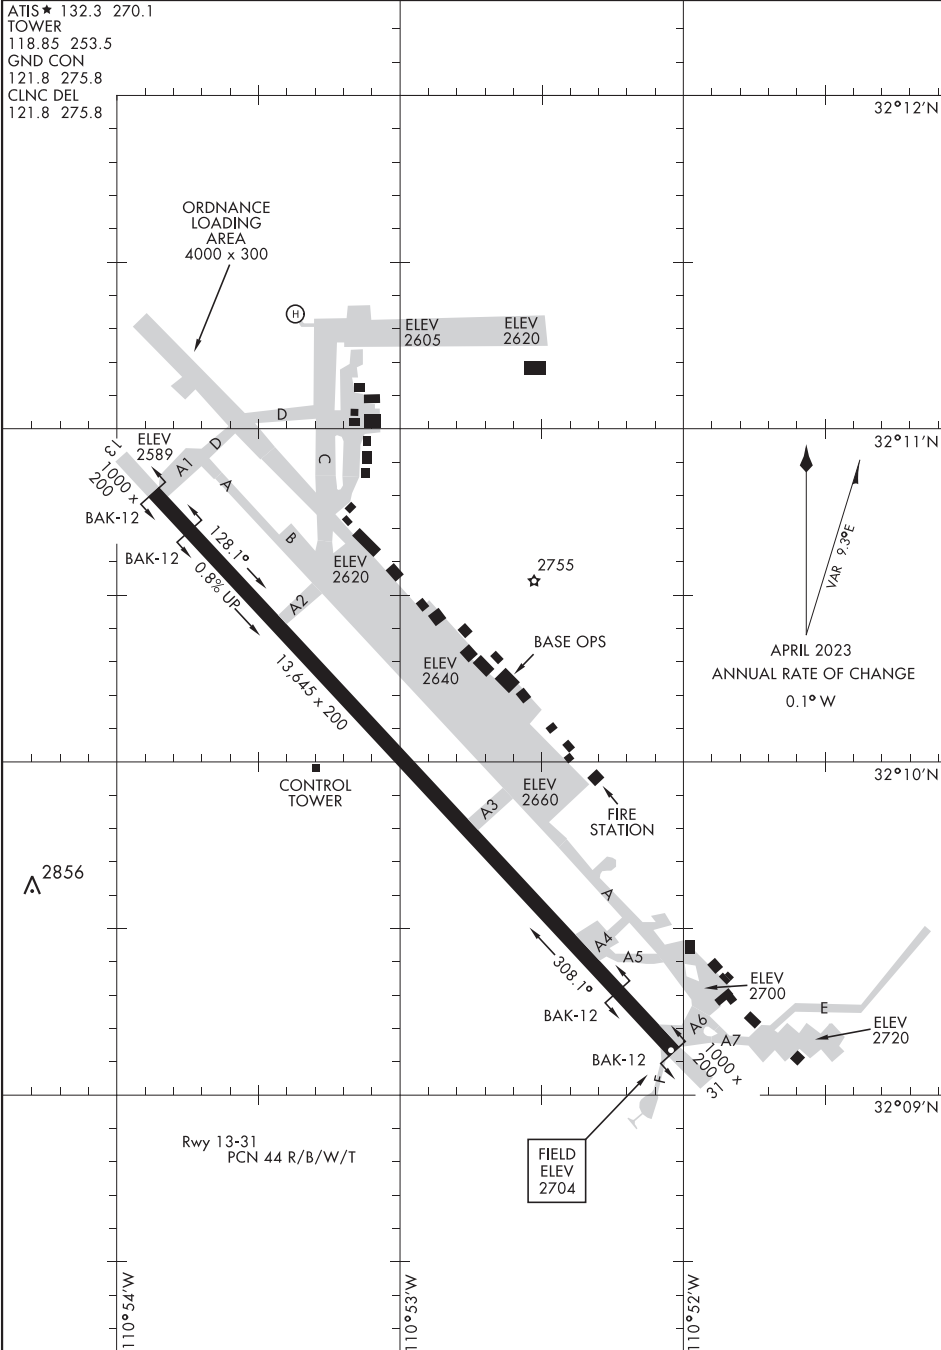 ATIS★ 132.3 270.1
TOWER
118.85 253.5
GND CON
121.8 275.8
CLNC DEL
121.8 275.8
32°12'N
ORDNANCE
LOADING
AREA
4000 x 300
H
ELEV
2605
ELEV
2620
D
32°11'N
13
1000 x
200
ELEV
2589
A1
D
A
C
B
BAK-12
BAK-12
128.1°
0.8% UP
ELEV
2620
2755
VAR 9.3°E
A2
APRIL 2023
ANNUAL RATE OF CHANGE
0.1° W
BASE OPS
ELEV
2640
13,645 x 200
32°10'N
CONTROL
TOWER
ELEV
2660
A3
FIRE
STATION
2856
A
A4
A5
308.1°
ELEV
2700
BAK-12
A6
E
A7
ELEV
2720
BAK-12
1000 x
200
31
F
32°09'N
Rwy 13-31
PCN 44 R/B/W/T
FIELD
ELEV
2704
110°54'W
110°53'W
110°52'W